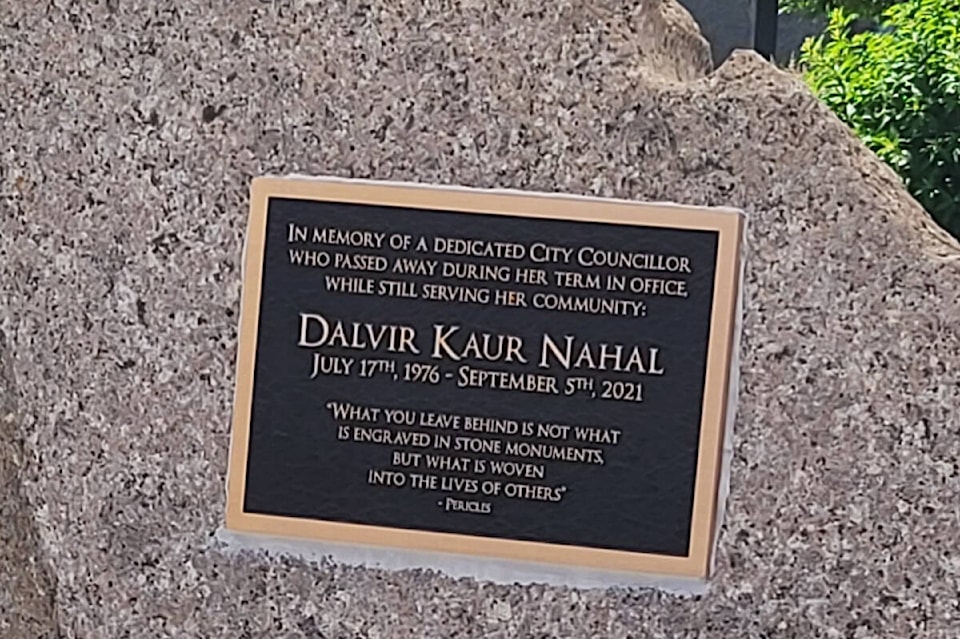 In memory of a dedicated City Councillor
who passed away during her term in office,
while still serving her community:
Dalvir Kaur Nahal
July 17th, 1976 - September 5th, 2021
"What you leave behind is not what
is engraved in stone monuments,
but what is woven
into the lives of others"
- Pericles